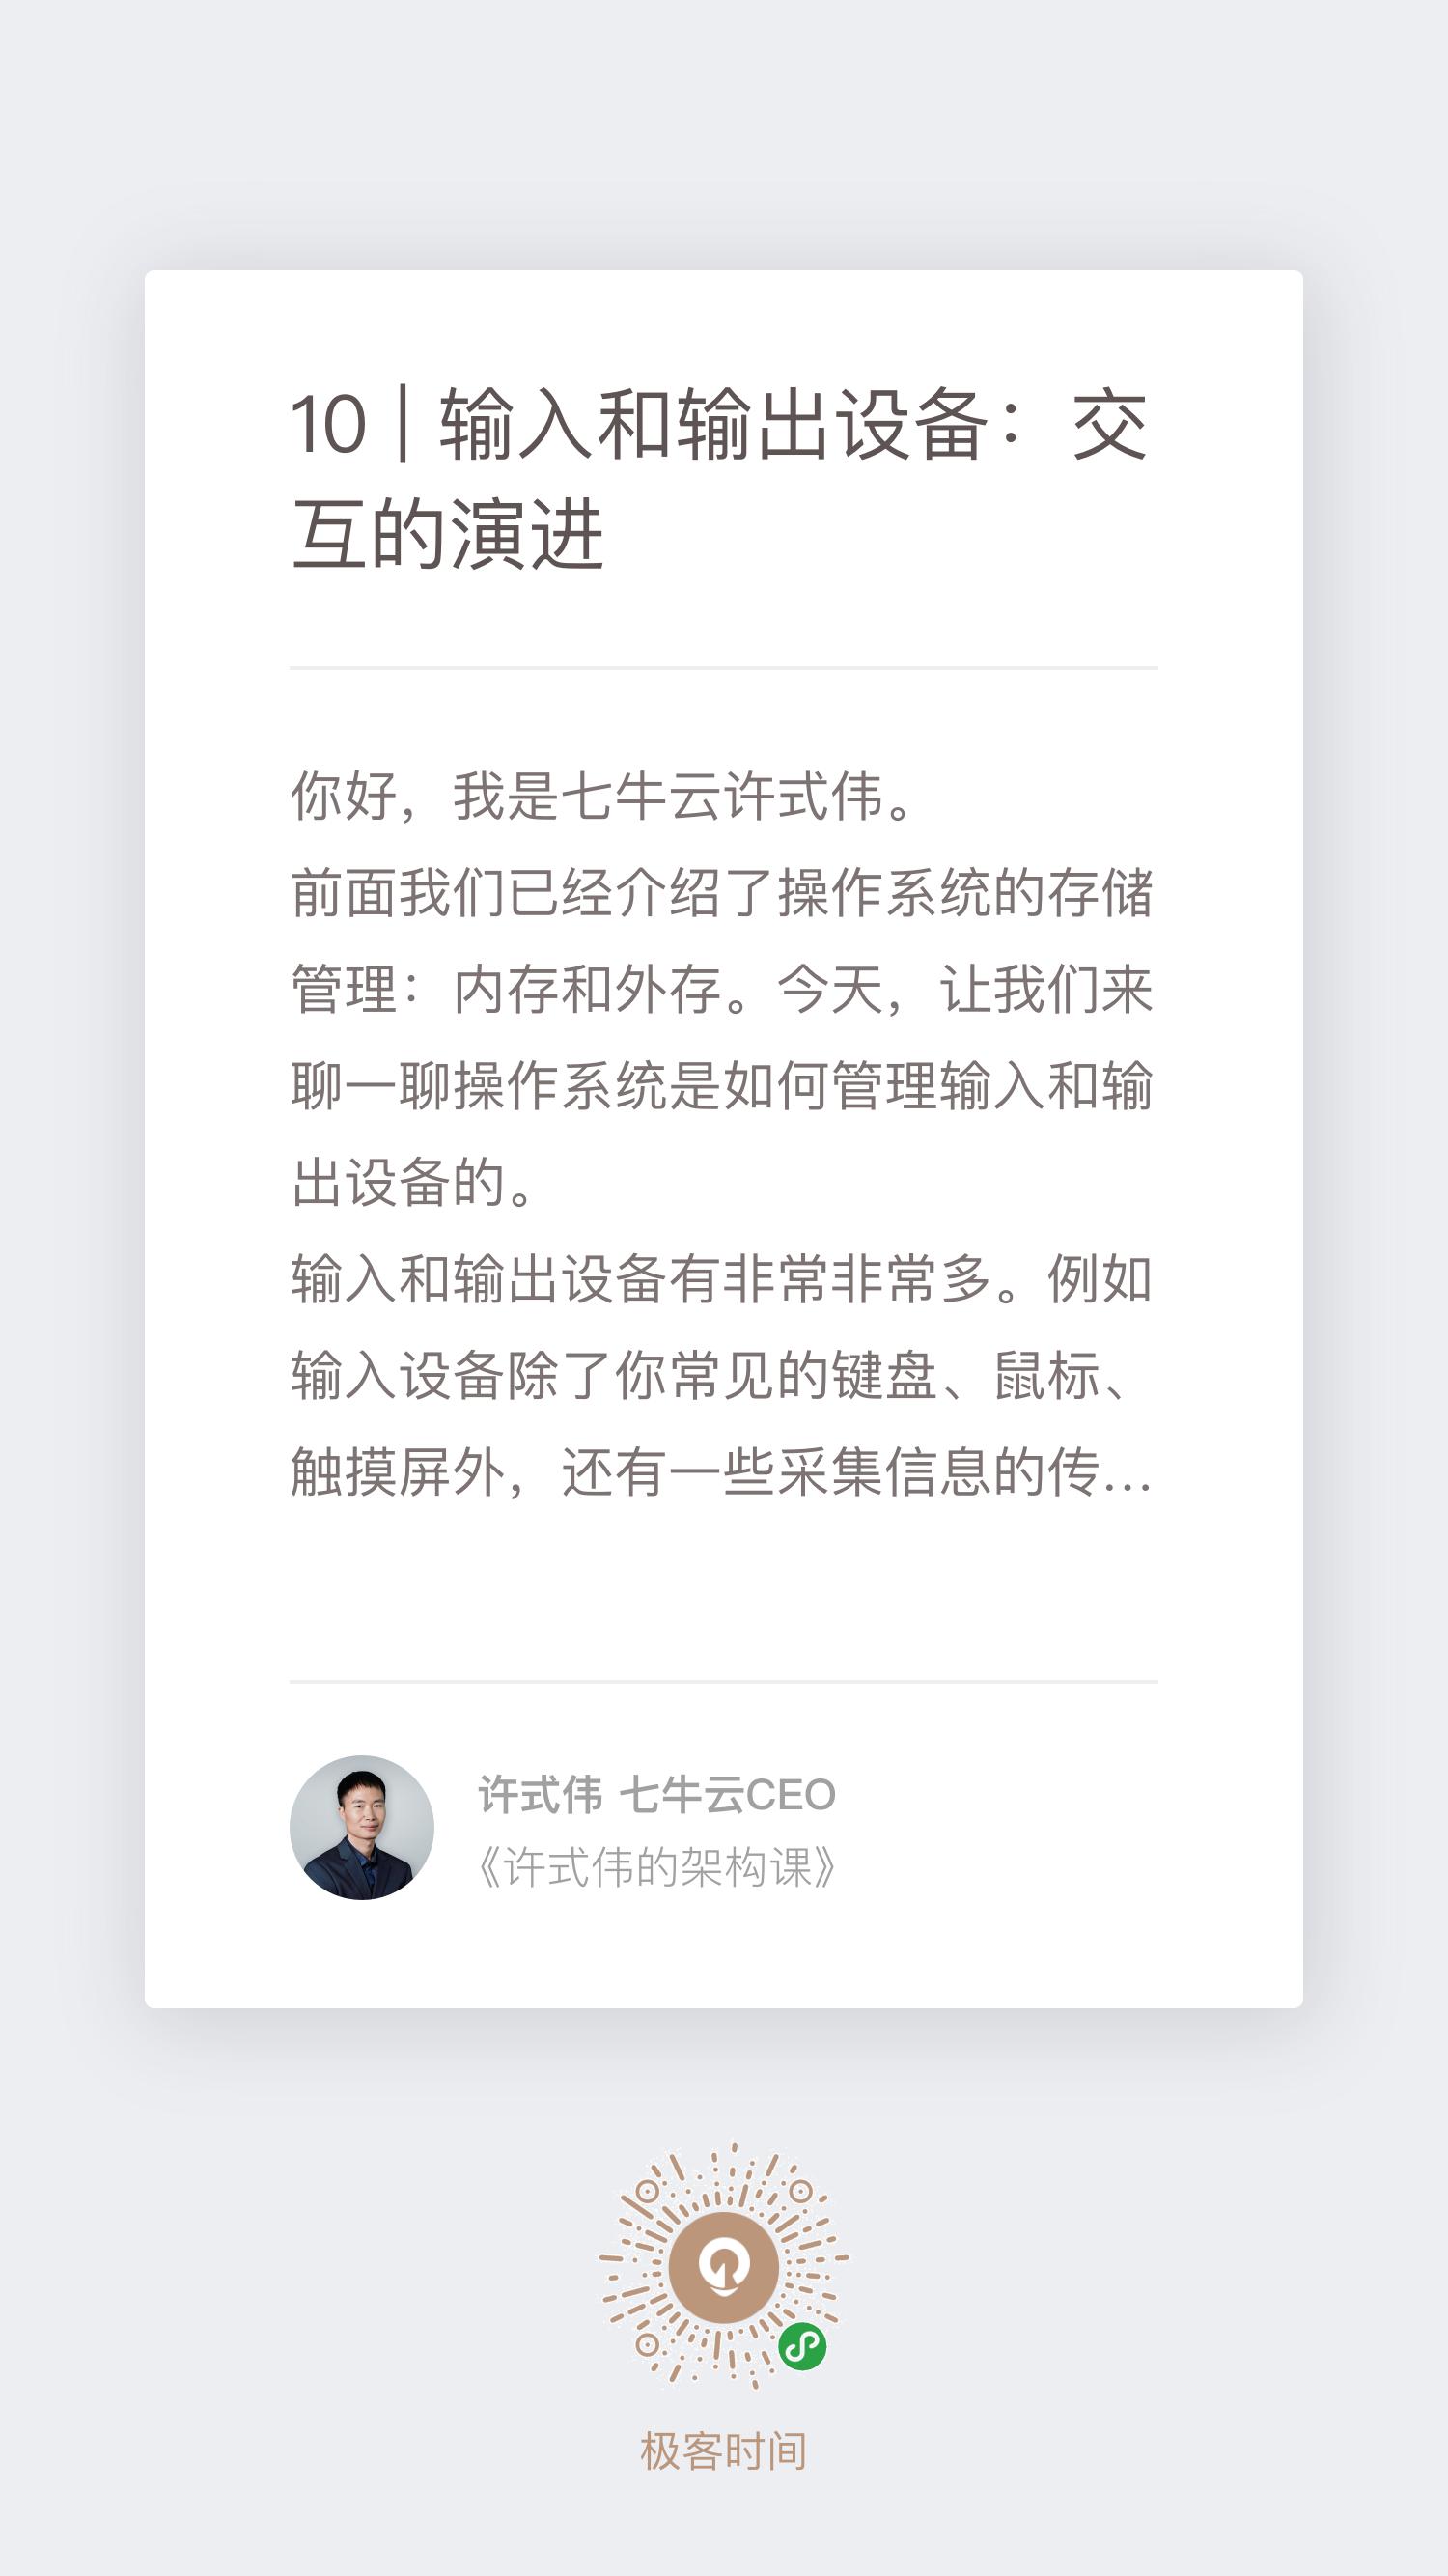 10 | 输入和输出设备：交
互的演进
你好，我是七牛云许式伟。
前面我们已经介绍了操作系统的存储
管理：内存和外存。今天，让我们来
聊一聊操作系统是如何管理输入和输
出设备的。
输入和输出设备有非常非常多。例如
输入设备除了你常见的键盘、鼠标、
触摸屏外，还有一些采集信息的传...
许式伟 七牛云CEO
《许式伟的架构课》
极客时间